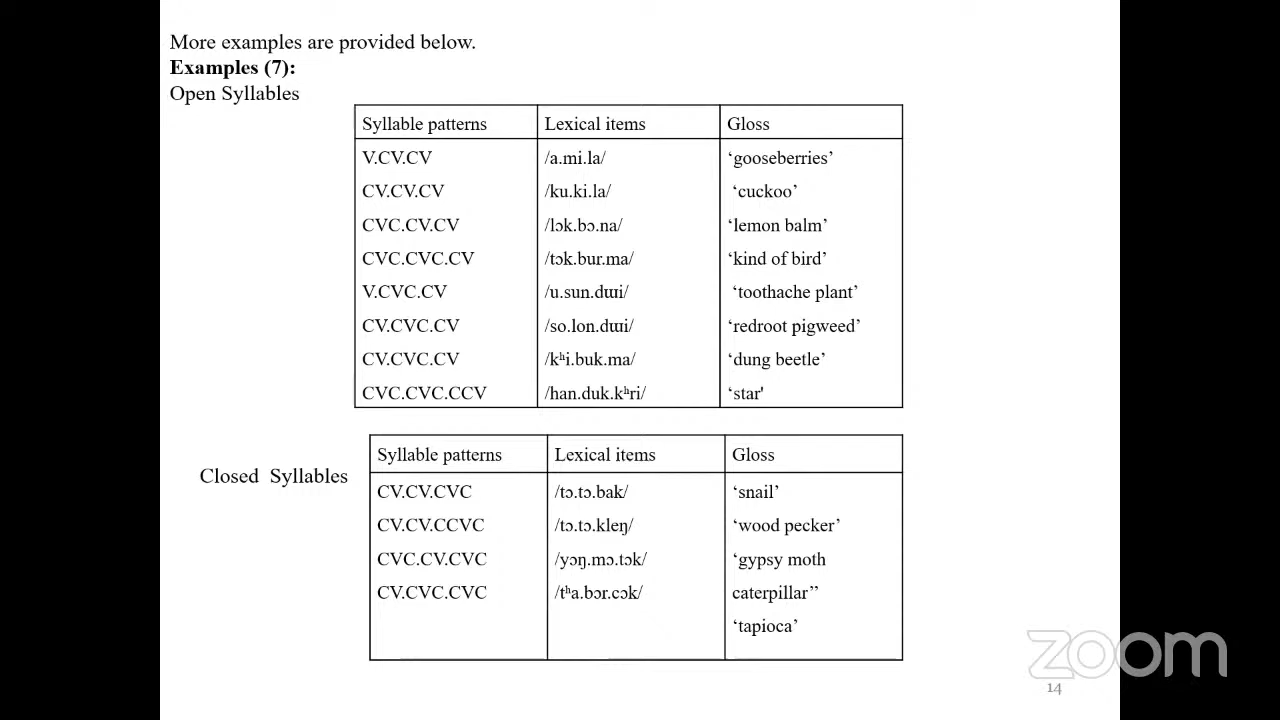 More examples are provided below.
Examples (7):
Open Syllables
Syllable patterns Lexical items Gloss
V.CV.CV /a.mi.la/ ‘gooseberries’
CV.CV.CV /ku.ki.la/ ‘cuckoo’
CVC.CV.CV /lɔk.bɔ.na/ ‘lemon balm’
CVC.CVC.CV /tɔk.bur.ma/ ‘kind of bird’
V.CVC.CV /u.sun.dɯi/ ‘toothache plant’
CV.CVC.CV /so.lon.dɯi/ ‘redroot pigweed’
CV.CVC.CV /kʰi.buk.ma/ ‘dung beetle’
CVC.CVC.CCV /han.duk.kʰri/ ‘star'
Closed Syllables
Syllable patterns Lexical items Gloss
CV.CV.CVC /tɔ.tɔ.bak/ ‘snail’
CV.CV.CCVC /tɔ.tɔ.kleŋ/ ‘wood pecker’
CVC.CV.CVC /yɔŋ.mɔ.tɔk/ ‘gypsy moth
CV.CVC.CVC /tʰa.bɔr.cɔk/ caterpillar’’
‘tapioca’
zoom
14